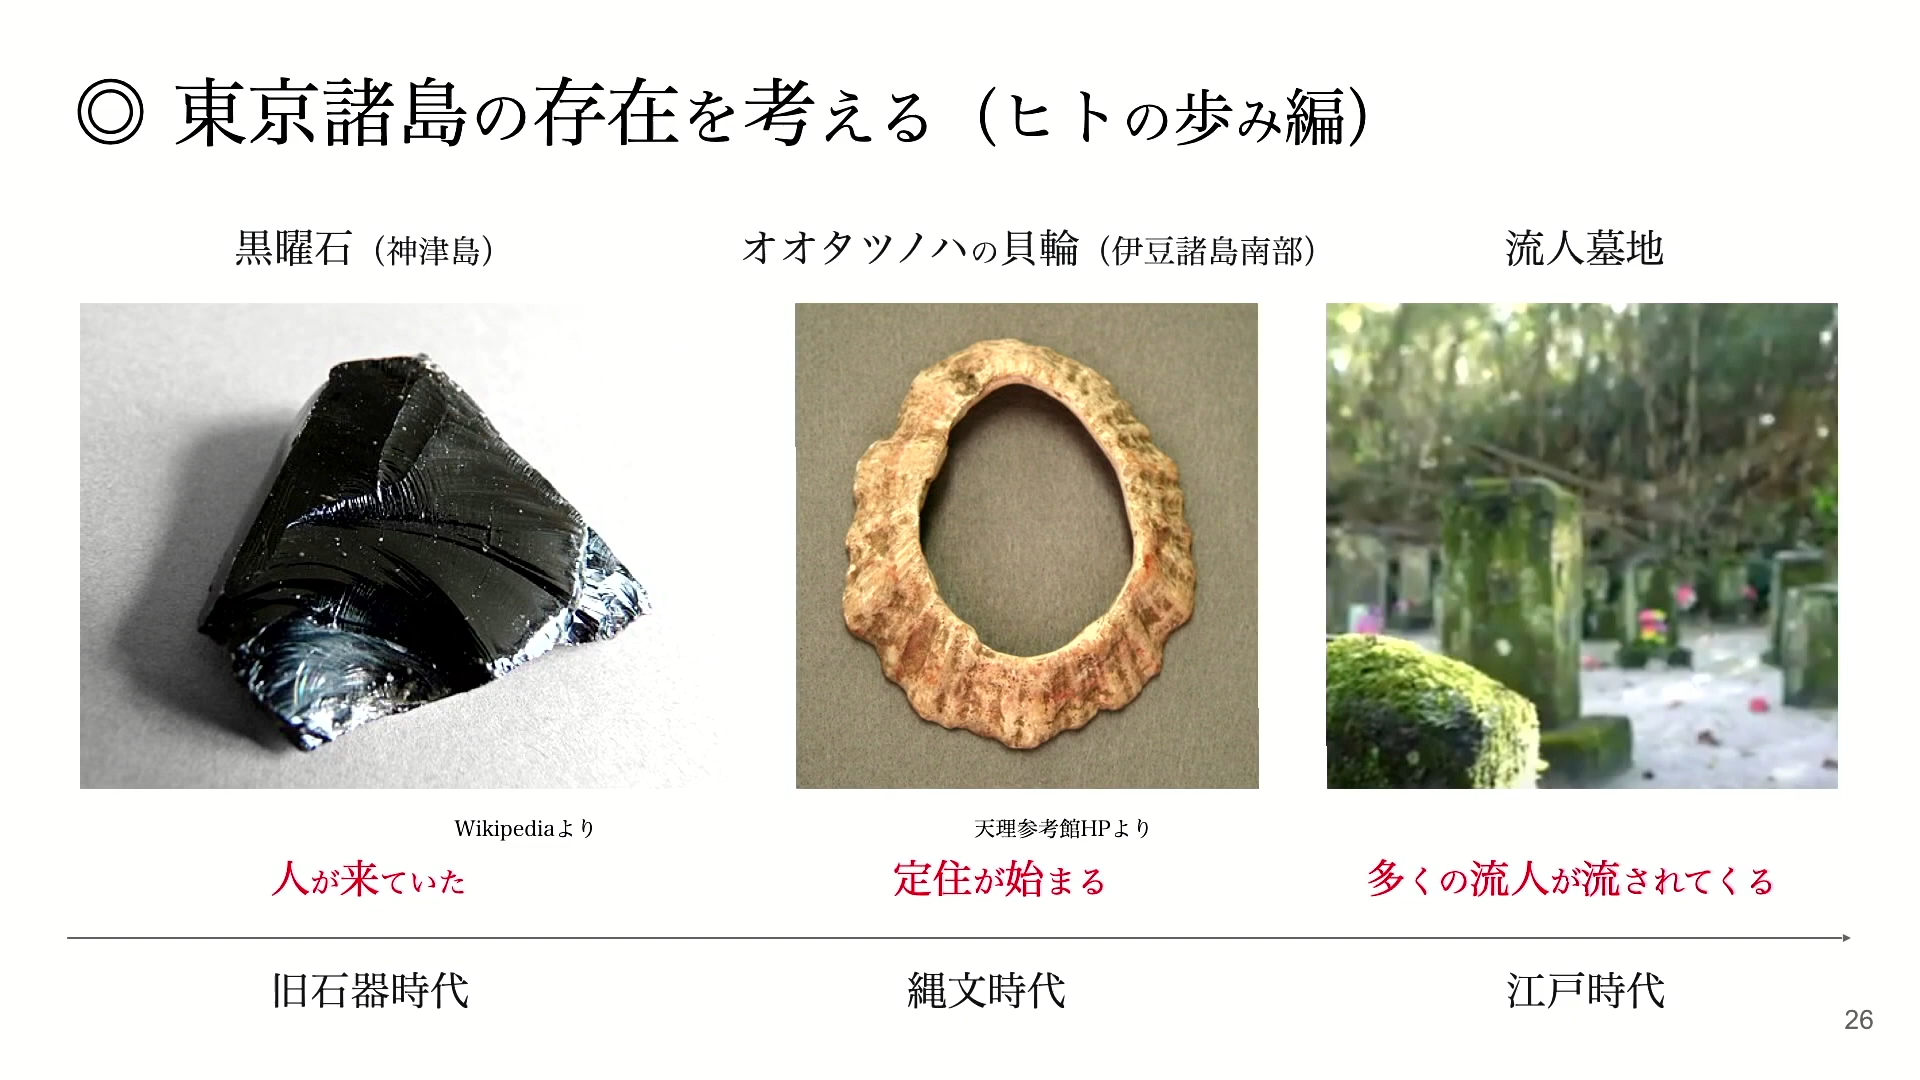 ◎ 東京諸島の存在を考える（ヒトの歩み編）
黒曜石（神津島）
オオタツノハの貝輪（伊豆諸島南部）
流人墓地
Wikipediaより
天理参考館HPより
人が来ていた
定住が始まる
多くの流人が流されてくる
旧石器時代
縄文時代
江戸時代
26